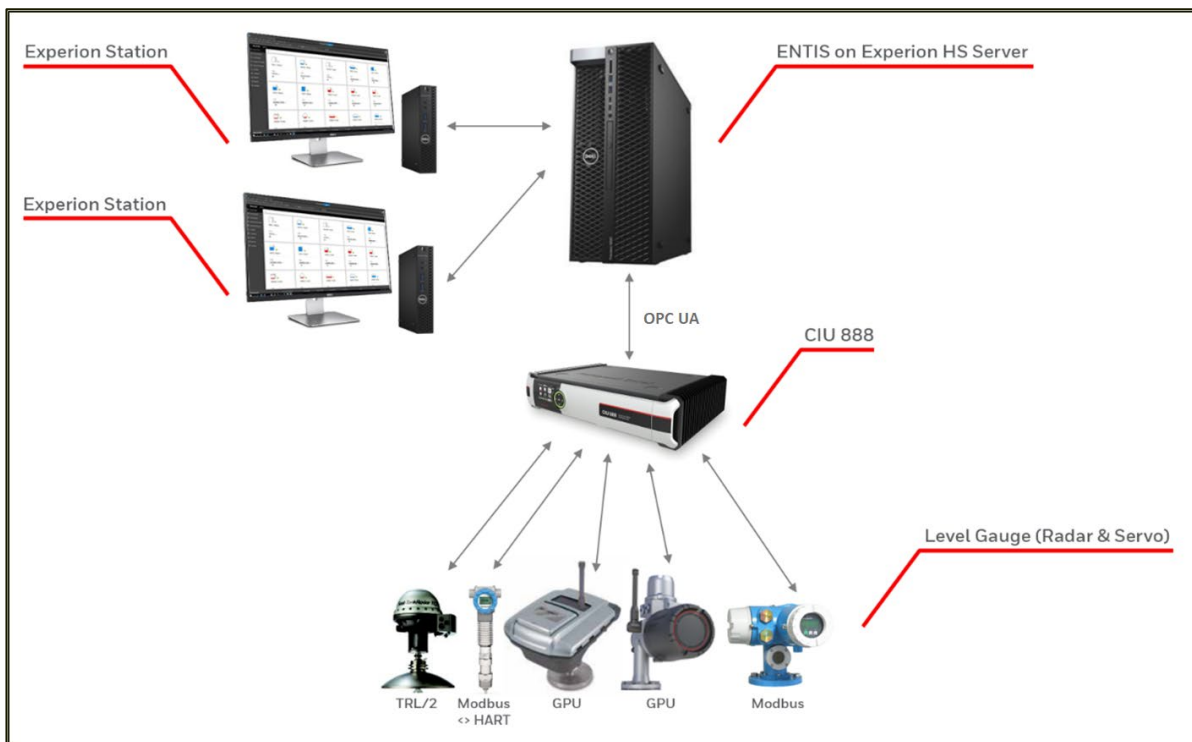 Experion Station
ENTIS on Experion HS Server
Experion Station
OPC UA
CIU 888
Level Gauge (Radar & Servo)
TRL/2
Modbus
<> HART
GPU
GPU
Modbus